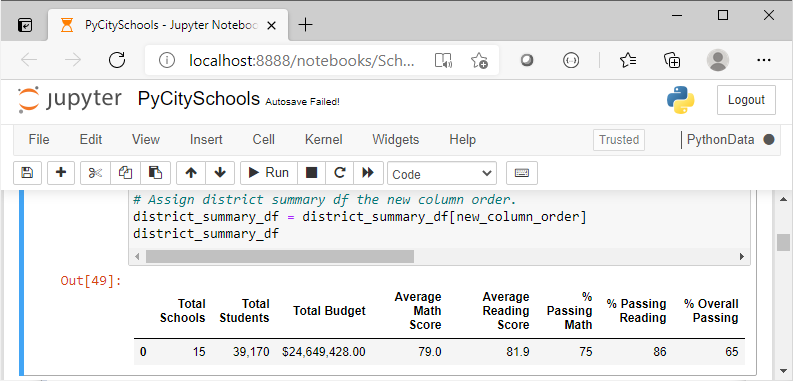 PyCitySchools - Jupyter Noteboo
localhost:8888/notebooks/Sch...
jupyter PyCitySchools Autosave Failed! Logout
File Edit View Insert Cell Kernel Widgets Help Trusted PythonData
Run Code
# Assign district summary df the new column order.
district_summary_df = district_summary_df[new_column_order]
district_summary_df
Out[49]:
Total Schools Total Students Total Budget Average Math Score Average Reading Score % Passing Math % Passing Reading % Overall Passing
0 15 39,170 $24,649,428.00 79.0 81.9 75 86 65